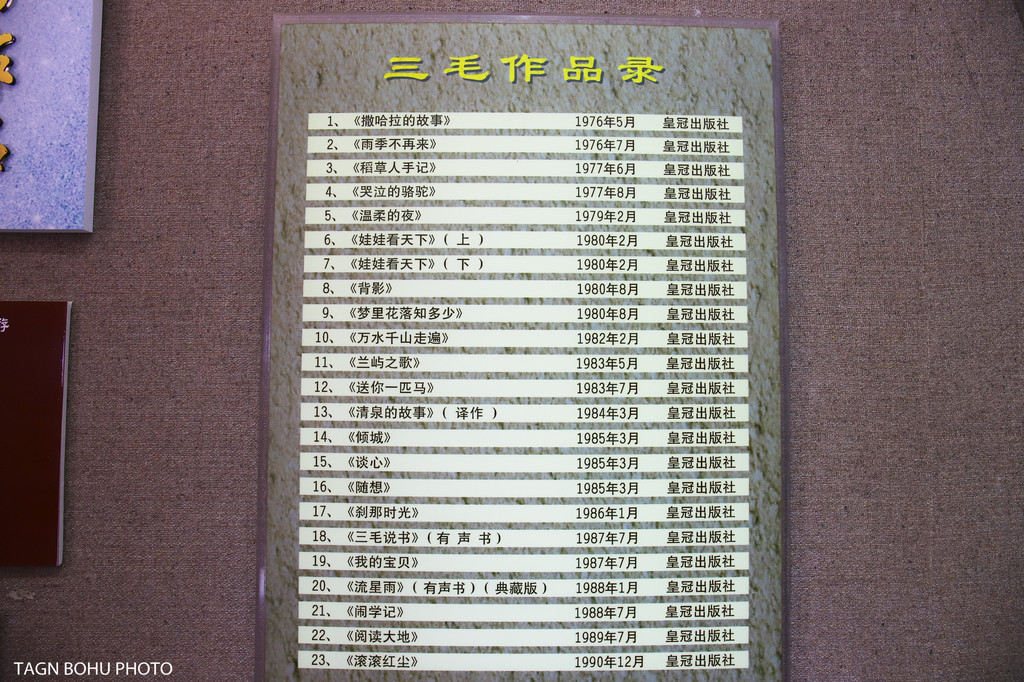 三毛作品录
1、《撒哈拉的故事》 1976年5月 皇冠出版社
2、《雨季不再来》 1976年7月 皇冠出版社
3、《稻草人手记》 1977年6月 皇冠出版社
4、《哭泣的骆驼》 1977年8月 皇冠出版社
5、《温柔的夜》 1979年2月 皇冠出版社
6、《娃娃看天下》（ 上 ） 1980年2月 皇冠出版社
7、《娃娃看天下》（ 下 ） 1980年2月 皇冠出版社
8、《背影》 1980年8月 皇冠出版社
9、《梦里花落知多少》 1980年8月 皇冠出版社
10、《万水千山走遍》 1982年2月 皇冠出版社
11、《兰屿之歌》 1983年5月 皇冠出版社
12、《送你一匹马》 1983年7月 皇冠出版社
13、《清泉的故事》（ 译作 ） 1984年3月 皇冠出版社
14、《倾城》 1985年3月 皇冠出版社
15、《谈心》 1985年3月 皇冠出版社
16、《随想》 1985年3月 皇冠出版社
17、《刹那时光》 1986年1月 皇冠出版社
18、《三毛说书》（ 有 声 书 ） 1987年7月 皇冠出版社
19、《我的宝贝》 1987年7月 皇冠出版社
20、《流星雨》（ 有声书 ）（ 典藏版 ） 1988年1月 皇冠出版社
21、《闹学记》 1988年7月 皇冠出版社
22、《阅读大地》 1989年7月 皇冠出版社
23、《滚滚红尘》 1990年12月 皇冠出版社
TAGN BOHU PHOTO